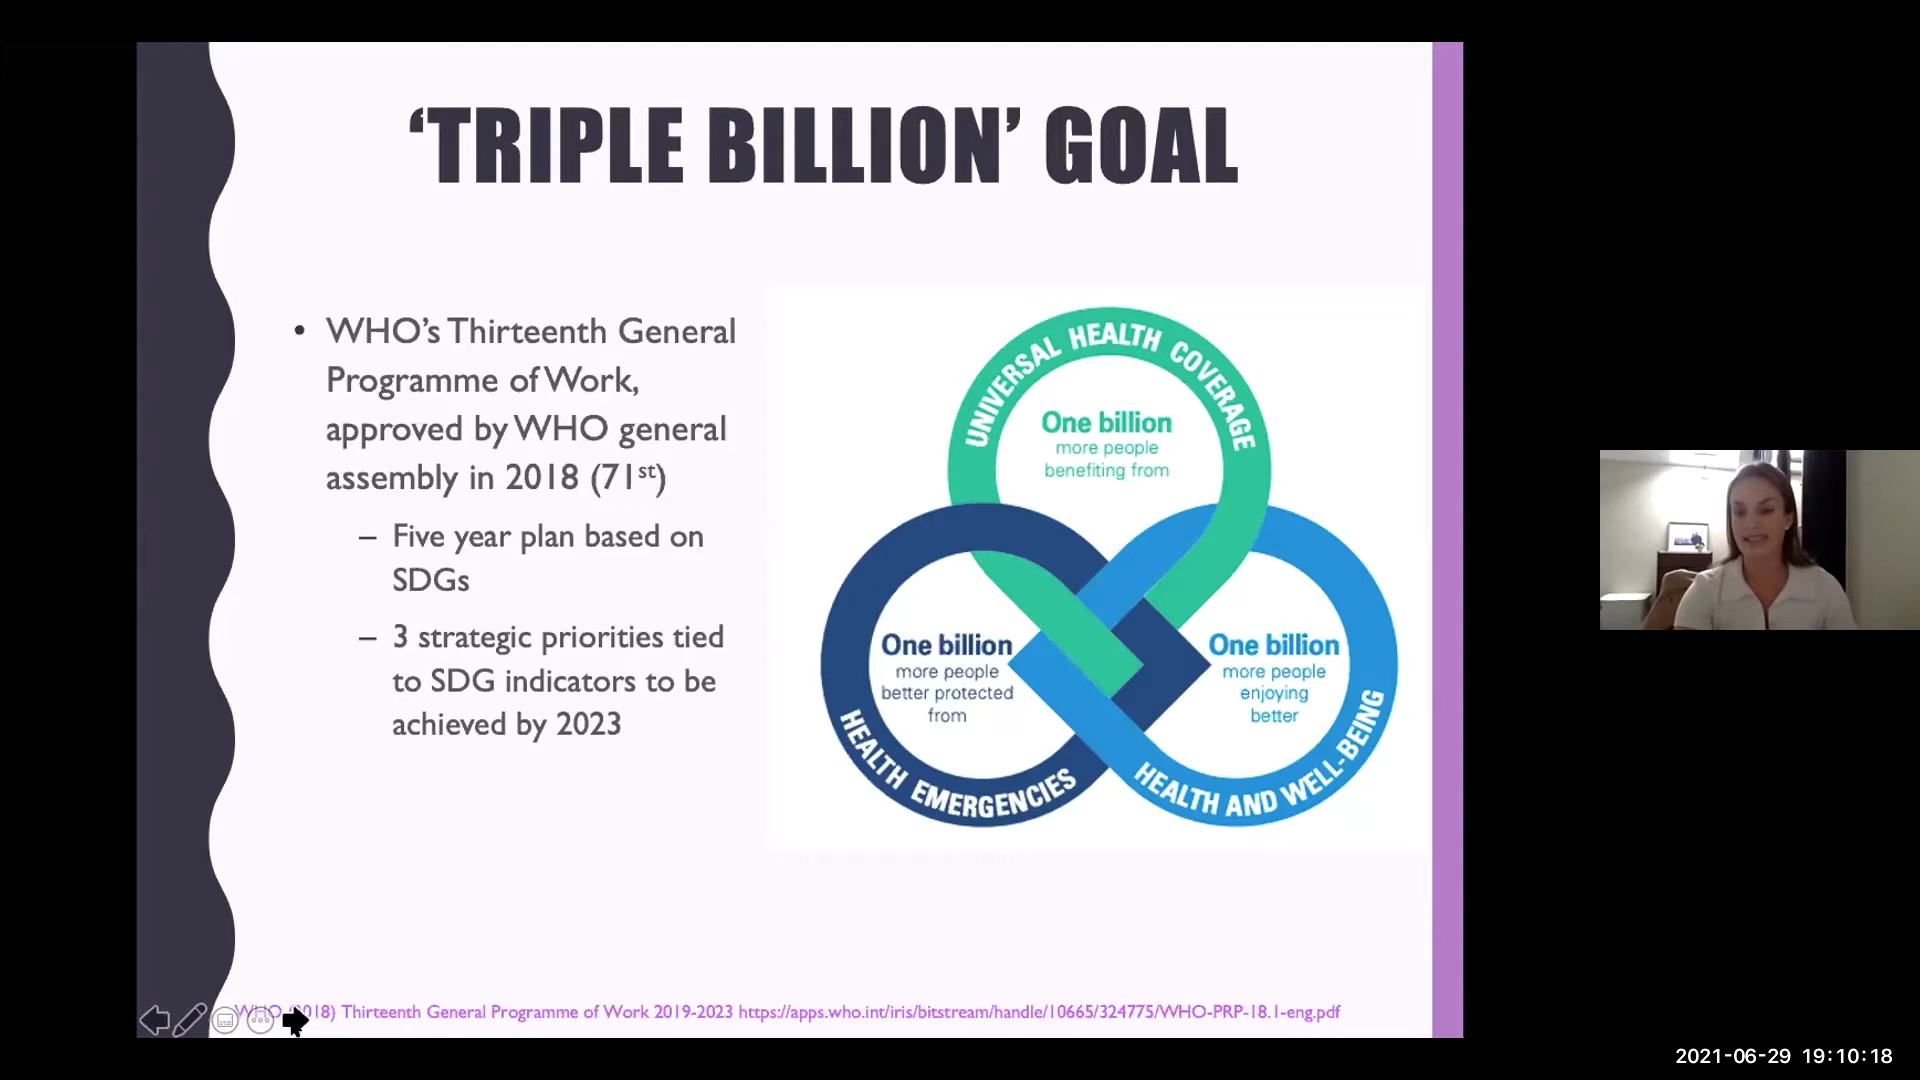 ‘TRIPLE BILLION’ GOAL
• WHO’s Thirteenth General
Programme of Work,
approved by WHO general
assembly in 2018 (71st)
– Five year plan based on
SDGs
– 3 strategic priorities tied
to SDG indicators to be
achieved by 2023
UNIVERSAL HEALTH COVERAGE
One billion
more people
benefiting from
One billion
more people
better protected
from
HEALTH EMERGENCIES
One billion
more people
enjoying
better
HEALTH AND WELL-BEING
WHO (2018) Thirteenth General Programme of Work 2019-2023 https://apps.who.int/iris/bitstream/handle/10665/324775/WHO-PRP-18.1-eng.pdf
2021-06-29 19:10:18